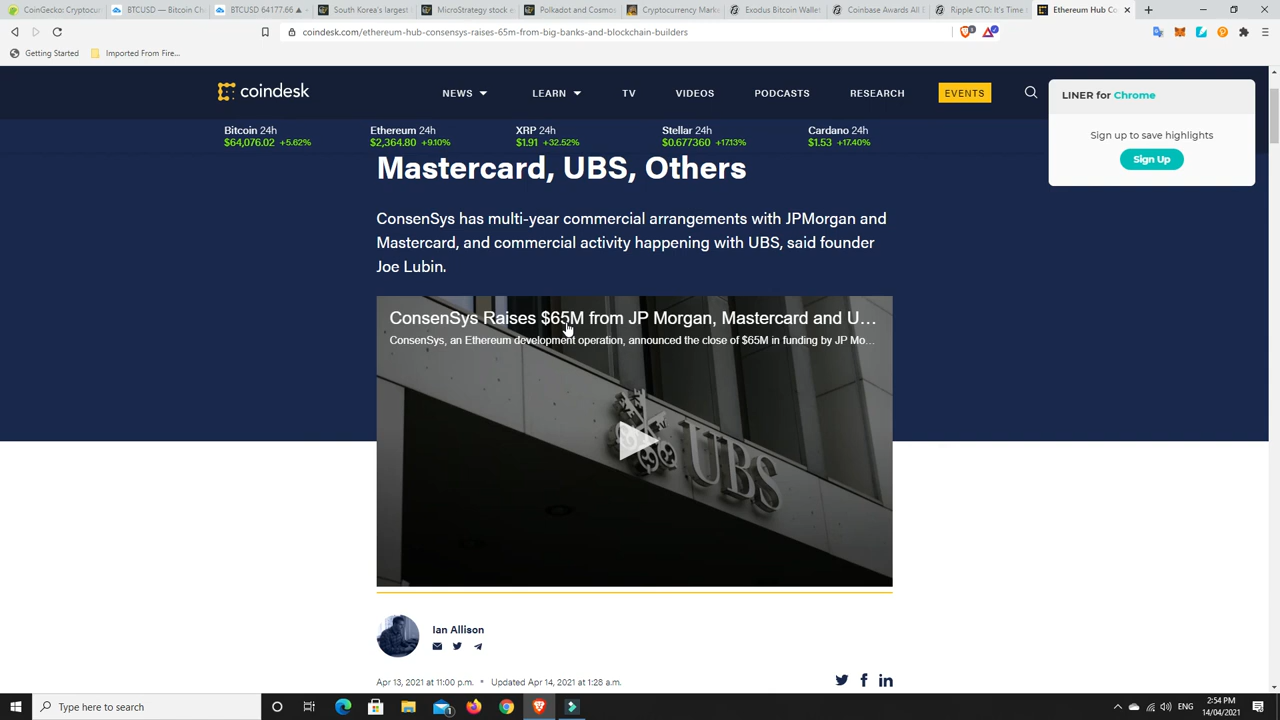 CoinGecko: Cryptocurr
BTCUSD — Bitcoin Ch
BTCUSD 64177.66 ▲
South Korea's largest
MicroStrategy stock e
Polkadot and Cosmos
Cryptocurrency Mark
Exodus Bitcoin Wallet
Coinbase Awards All E
Ripple CTO: It's Time
Ethereum Hub Co
coindesk.com/ethereum-hub-consensys-raises-65m-from-big-banks-and-blockchain-builders
Getting Started
Imported From Fire...
coindesk
NEWS
LEARN
TV
VIDEOS
PODCASTS
RESEARCH
EVENTS
LINER for Chrome
Sign up to save highlights
Sign Up
Bitcoin 24h
$64,076.02 +5.62%
Ethereum 24h
$2,364.80 +9.10%
XRP 24h
$1.91 +32.52%
Stellar 24h
$0.677360 +17.13%
Cardano 24h
$1.53 +17.40%
Mastercard, UBS, Others
ConsenSys has multi-year commercial arrangements with JPMorgan and
Mastercard, and commercial activity happening with UBS, said founder
Joe Lubin.
ConsenSys Raises $65M from JP Morgan, Mastercard and U...
ConsenSys, an Ethereum development operation, announced the close of $65M in funding by JP Mo...
UBS
Ian Allison
Apr 13, 2021 at 11:00 p.m. • Updated Apr 14, 2021 at 1:28 a.m.
Type here to search
ENG
2:54 PM
14/04/2021